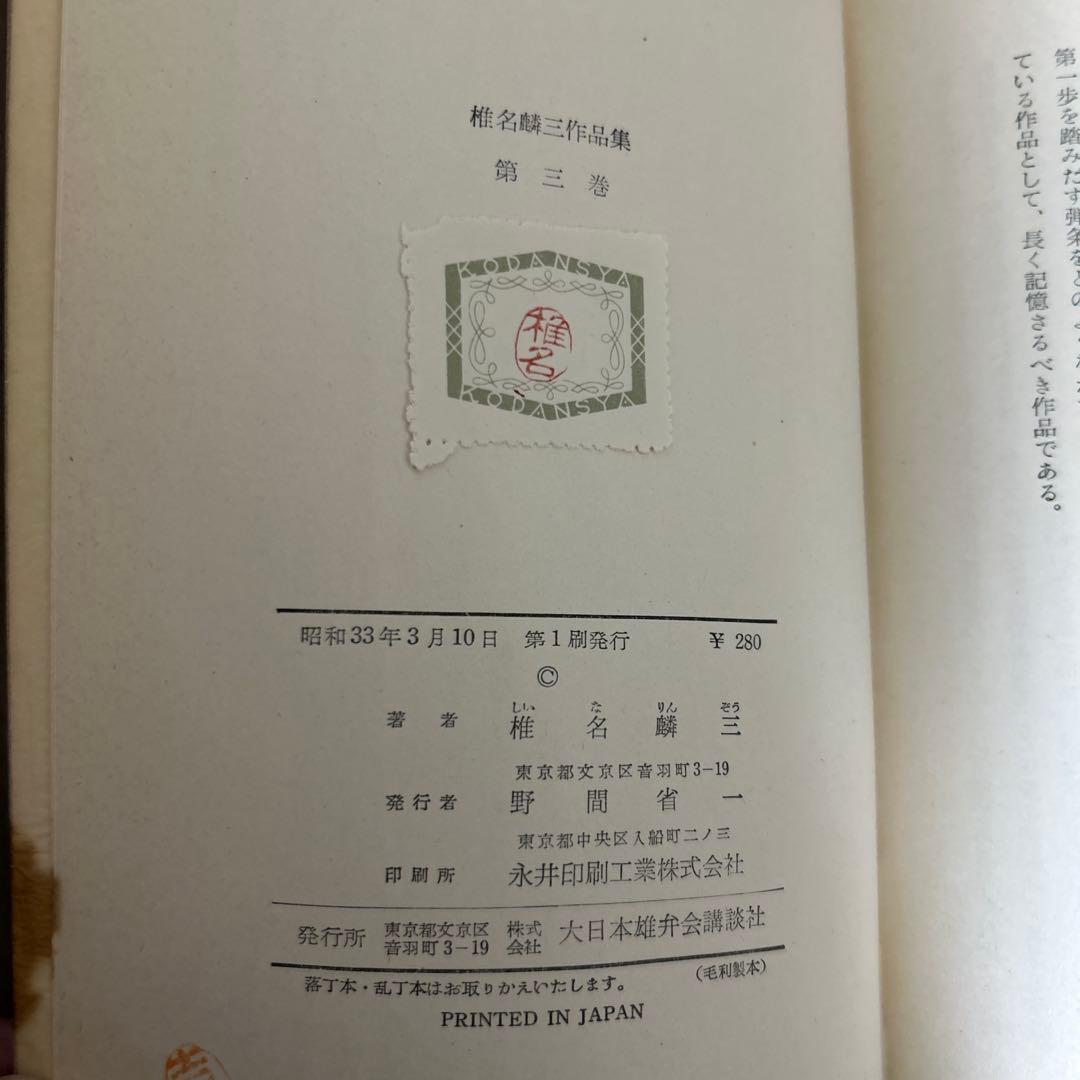 椎名麟三作品集
第三巻
KODANSYA
椎名
KODANSYA
昭和33年3月10日 第1刷発行 ¥280
©
著者 椎名麟三
しいなりんぞう
東京都文京区音羽町3-19
発行者 野間省一
東京都中央区入船町二ノ三
印刷所 永井印刷工業株式会社
発行所 東京都文京区音羽町3-19 株式会社 大日本雄弁会講談社
落丁本・乱丁本はお取りかえいたします。 (毛利製本)
PRINTED IN JAPAN
第一歩を踏みだす
ている作品として、長く記憶さるべき作品である。